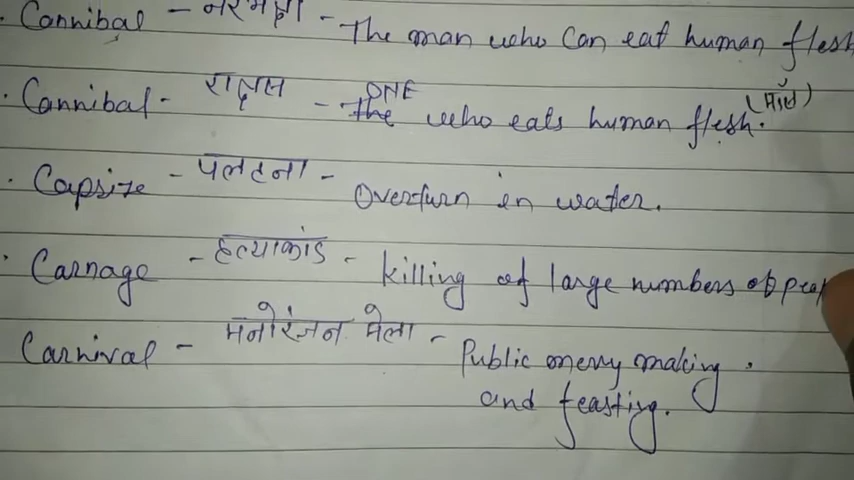 . Cannibal - नरभक्षी - The man who can eat human flesh
. Cannibal - राक्षस - The ONE who eats human flesh. (माँस)
. Capsize - पलटना - Overturn in water.
. Carnage - हत्याकांड - killing of large numbers of
Carnival - मनोरंजन मेला - Public merry making.
and feasting.